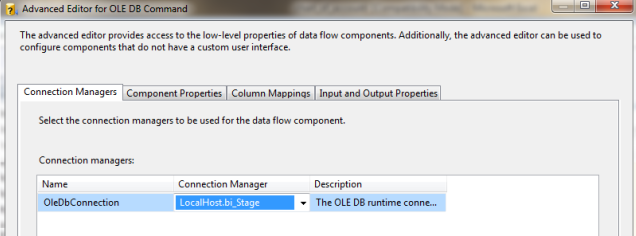 Advanced Editor for OLE DB Command
The advanced editor provides access to the low-level properties of data flow components. Additionally, the advanced editor can be used to
configure components that do not have a custom user interface.
Connection Managers Component Properties Column Mappings Input and Output Properties
Select the connection managers to be used for the data flow component.
Connection managers:
Name Connection Manager Description
OleDbConnection LocalHost.bi_Stage The OLE DB runtime conne...